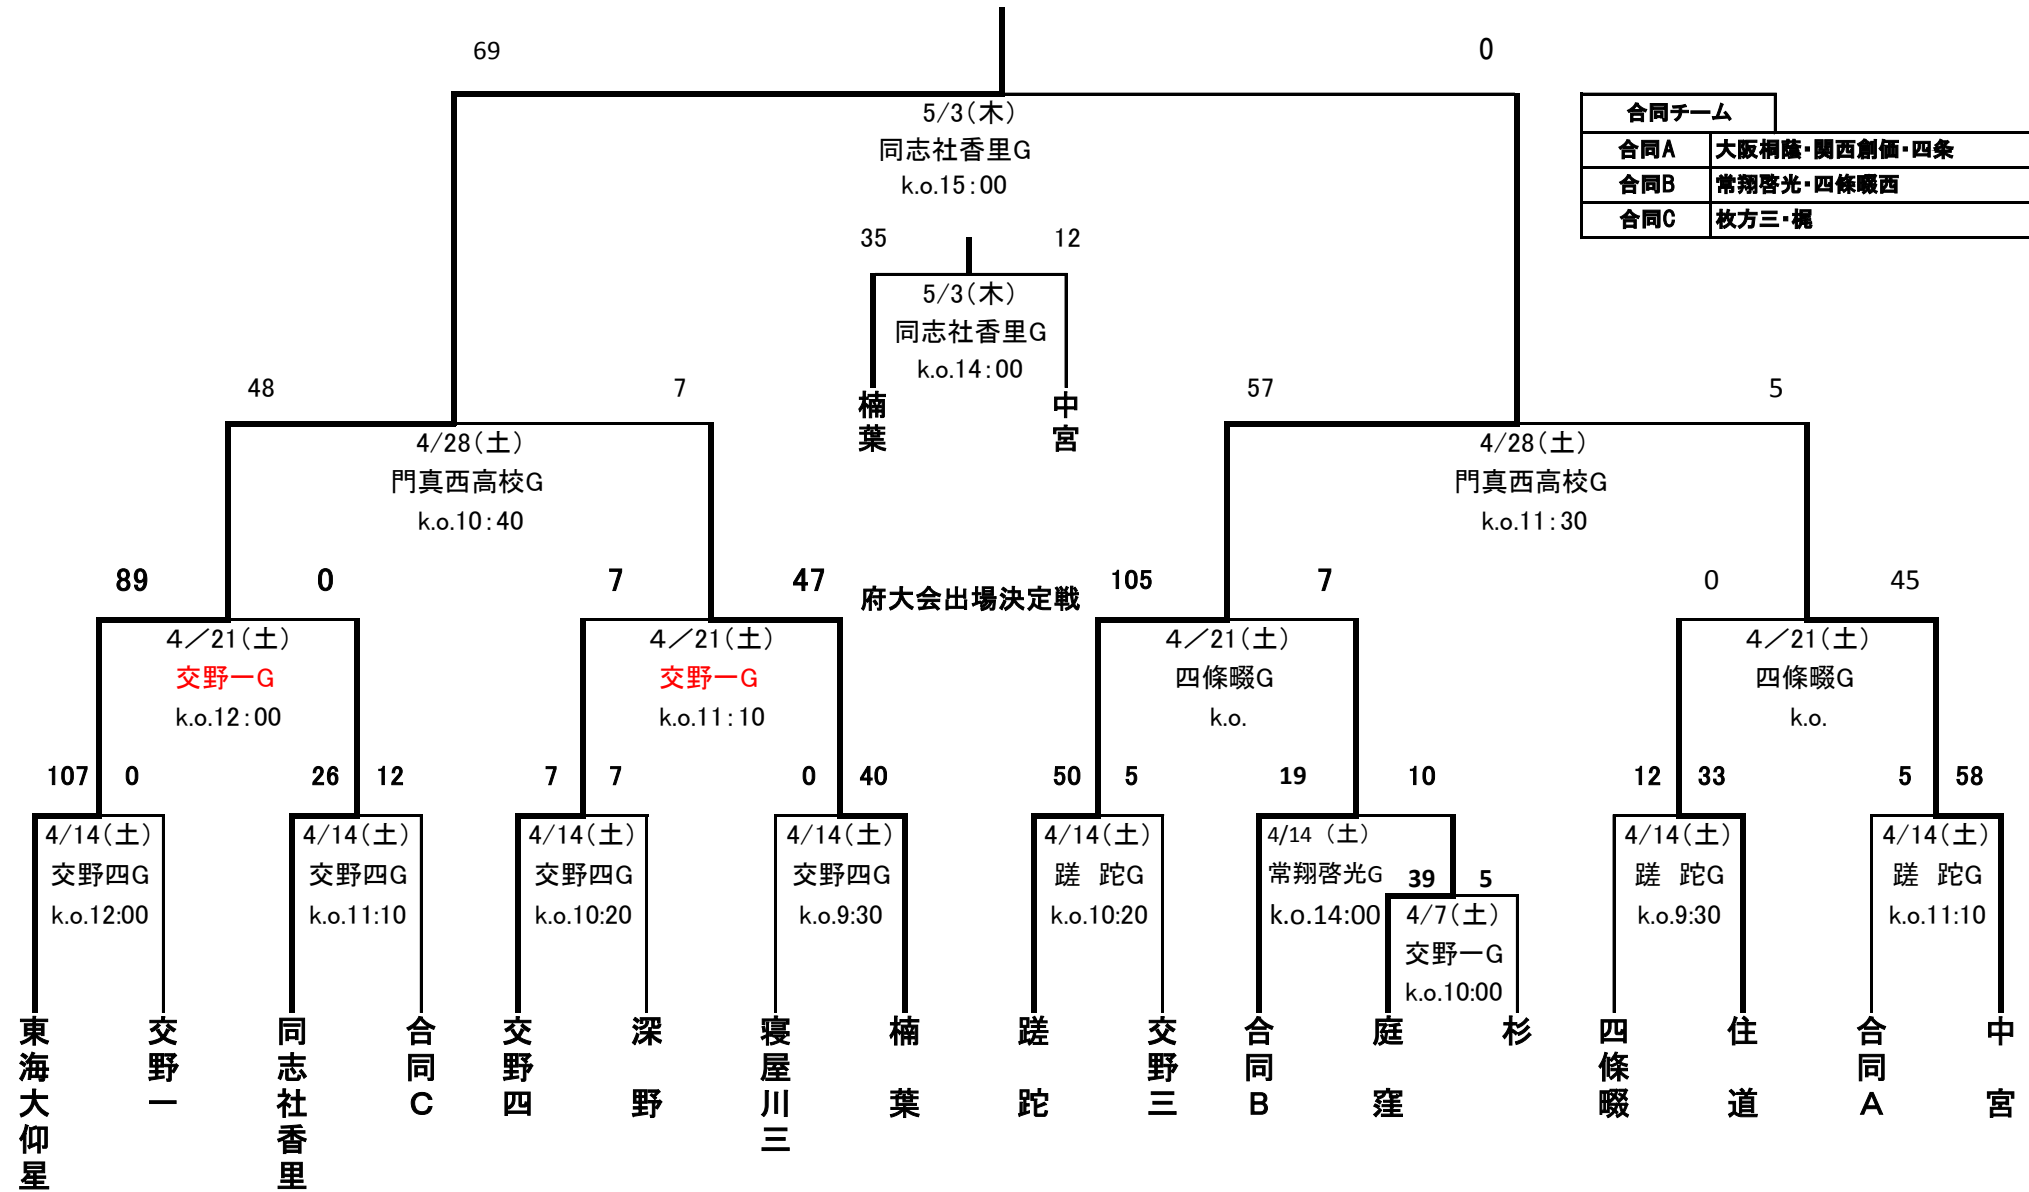 69 0
5/3(木)
同志社香里G
k.o.15:00
合同チーム
合同A 大阪桐蔭・関西創価・四条
合同B 常翔啓光・四條畷西
合同C 枚方三・梶
35 12
5/3(木)
同志社香里G
k.o.14:00
楠葉
中宮
48 7
4/28(土)
門真西高校G
k.o.10:40
57 5
4/28(土)
門真西高校G
k.o.11:30
府大会出場決定戦
89 0
4/21(土)
交野一G
k.o.12:00
7 47
4/21(土)
交野一G
k.o.11:10
105 7
4/21(土)
四條畷G
k.o.
0 45
4/21(土)
四條畷G
k.o.
107 0
4/14(土)
交野四G
k.o.12:00
26 12
4/14(土)
交野四G
k.o.11:10
7 7
4/14(土)
交野四G
k.o.10:20
0 40
4/14(土)
交野四G
k.o.9:30
50 5
4/14(土)
蹉 跎G
k.o.10:20
19 10
4/14 (土)
常翔啓光G
k.o.14:00
39 5
4/7(土)
交野一G
k.o.10:00
12 33
4/14(土)
蹉 跎G
k.o.9:30
5 58
4/14(土)
蹉 跎G
k.o.11:10
東海大仰星
交野一
同志社香里
合同C
交野四
深野
寝屋川三
楠葉
蹉跎
交野三
合同B
庭窪
杉
四條畷
住道
合同A
中宮